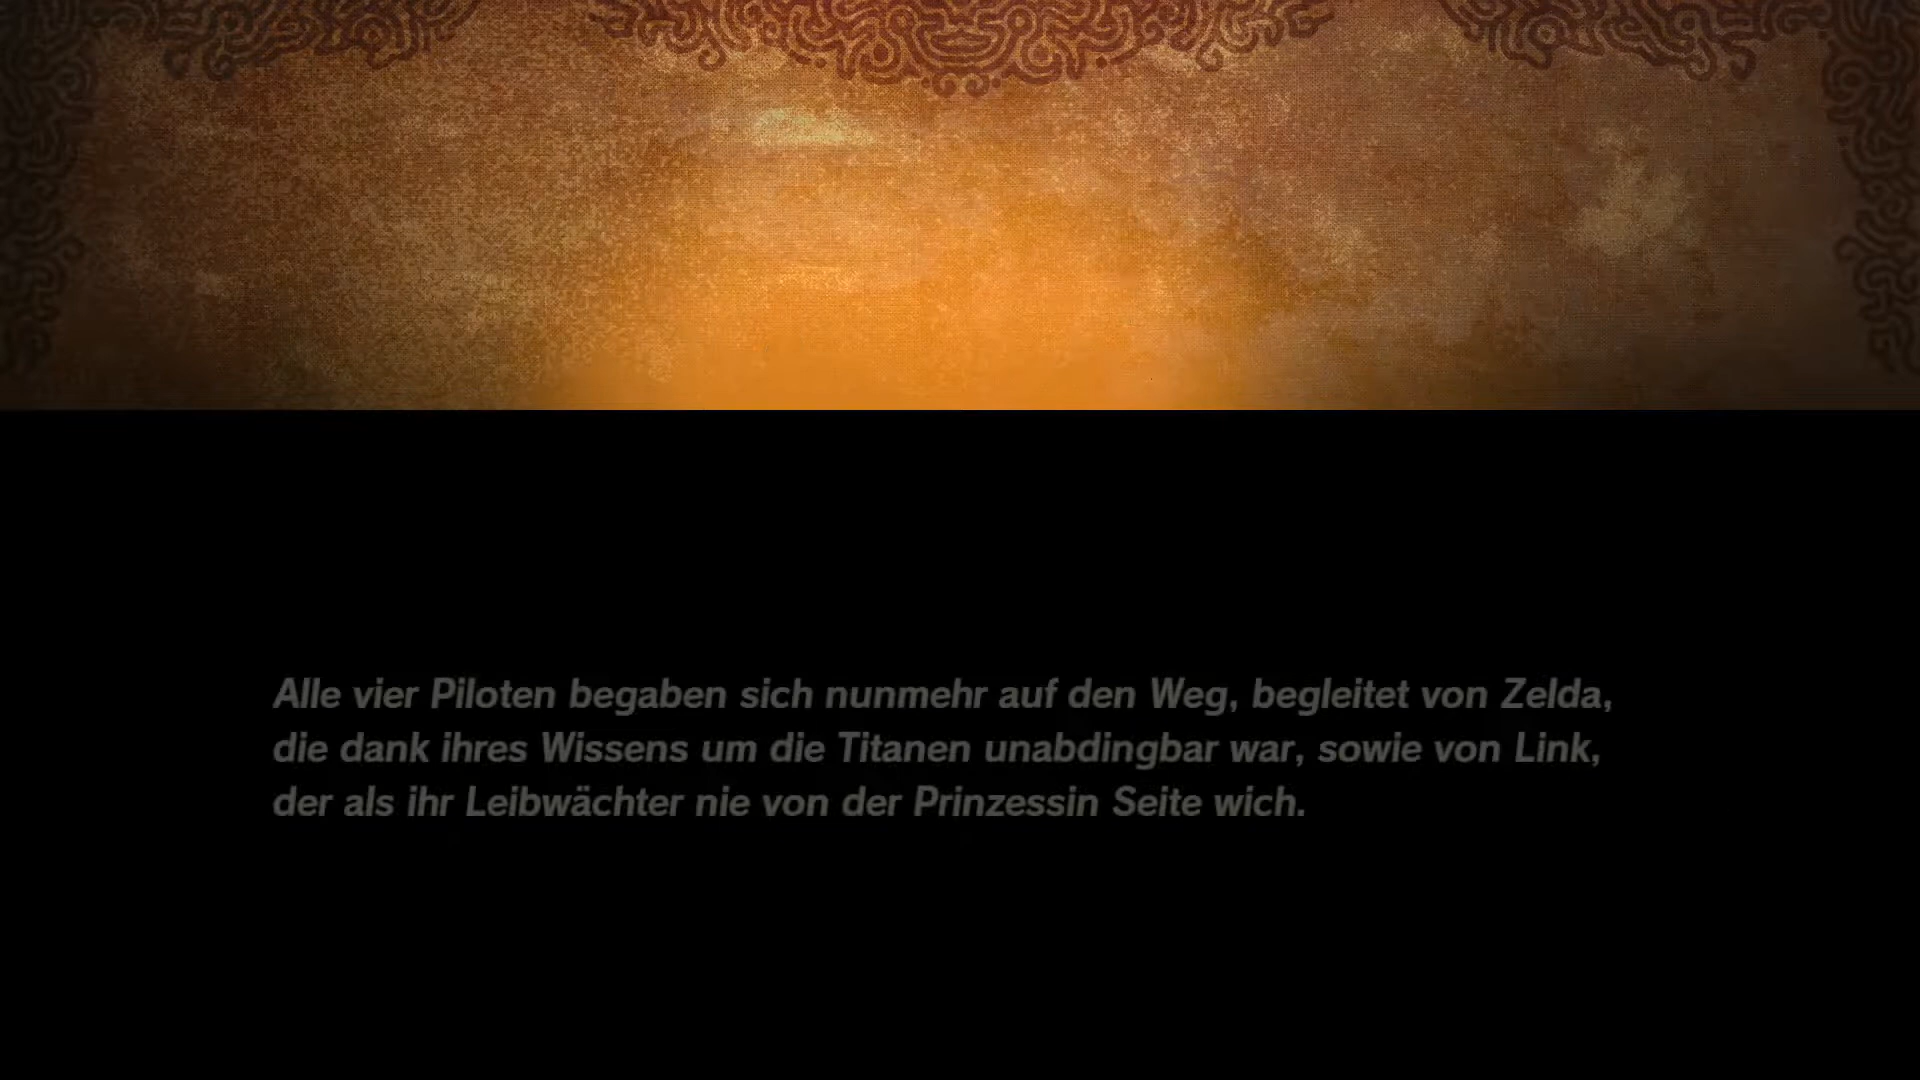 Alle vier Piloten begaben sich nunmehr auf den Weg, begleitet von Zelda,
die dank ihres Wissens um die Titanen unabdingbar war, sowie von Link,
der als ihr Leibwächter nie von der Prinzessin Seite wich.